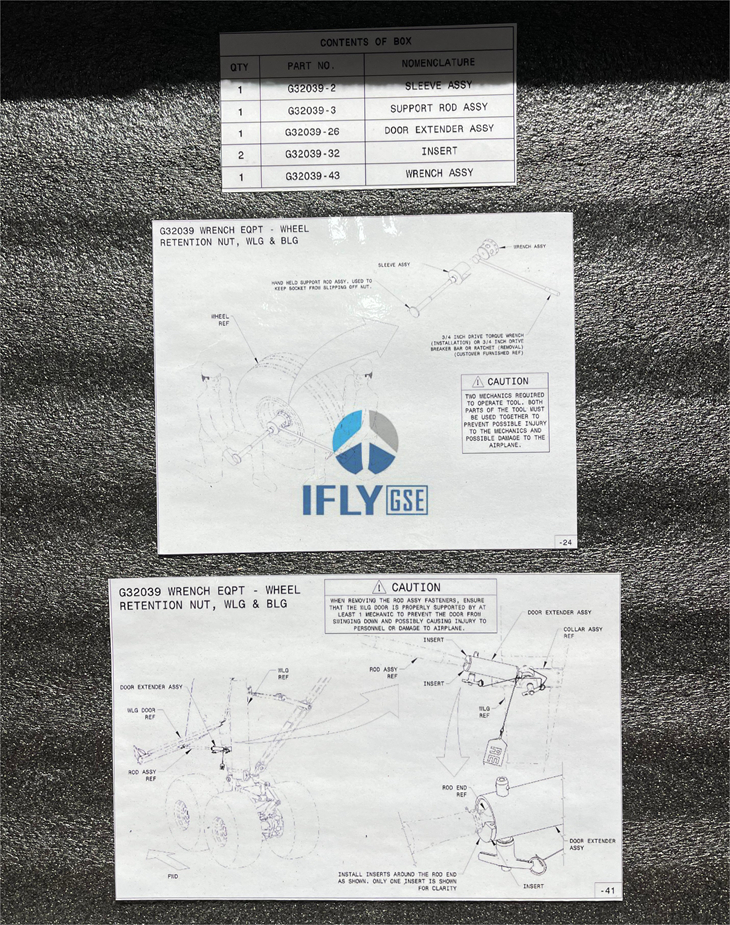 CONTENTS OF BOX
QTY PART NO. NOMENCLATURE
1 G32039-2 SLEEVE ASSY
1 G32039-3 SUPPORT ROD ASSY
1 G32039-26 DOOR EXTENDER ASSY
2 G32039-32 INSERT
1 G32039-43 WRENCH ASSY
G32039 WRENCH EQPT - WHEEL
RETENTION NUT, WLG & BLG
WRENCH ASSY
SLEEVE ASSY
HAND HELD SUPPORT ROD ASSY. USED TO
KEEP SOCKET FROM SLIPPING OFF NUT.
WHEEL
REF
3/4 INCH DRIVE TORQUE WRENCH
(INSTALLATION) OR 3/4 INCH DRIVE
BREAKER BAR OR RATCHET (REMOVAL)
(CUSTOMER FURNISHED REF)
! CAUTION
TWO MECHANICS REQUIRED
TO OPERATE TOOL. BOTH
PARTS OF THE TOOL MUST
BE USED TOGETHER TO
PREVENT POSSIBLE INJURY
TO THE MECHANICS AND
POSSIBLE DAMAGE TO THE
AIRPLANE.
IFLY GSE
-24
G32039 WRENCH EQPT - WHEEL
RETENTION NUT, WLG & BLG
! CAUTION
WHEN REMOVING THE ROD ASSY FASTENERS, ENSURE
THAT THE WLG DOOR IS PROPERLY SUPPORTED BY AT
LEAST 1 MECHANIC TO PREVENT THE DOOR FROM
SWINGING DOWN AND POSSIBLY CAUSING INJURY TO
PERSONNEL OR DAMAGE TO AIRPLANE.
DOOR EXTENDER ASSY
COLLAR ASSY
REF
INSERT
ROD ASSY
REF
INSERT
WLG
REF
WLG
REF
DOOR EXTENDER ASSY
WLG DOOR
REF
ROD ASSY
REF
ROD END
REF
DOOR EXTENDER
ASSY
FWD
INSTALL INSERTS AROUND THE ROD END
AS SHOWN. ONLY ONE INSERT IS SHOWN
FOR CLARITY
INSERT
-41